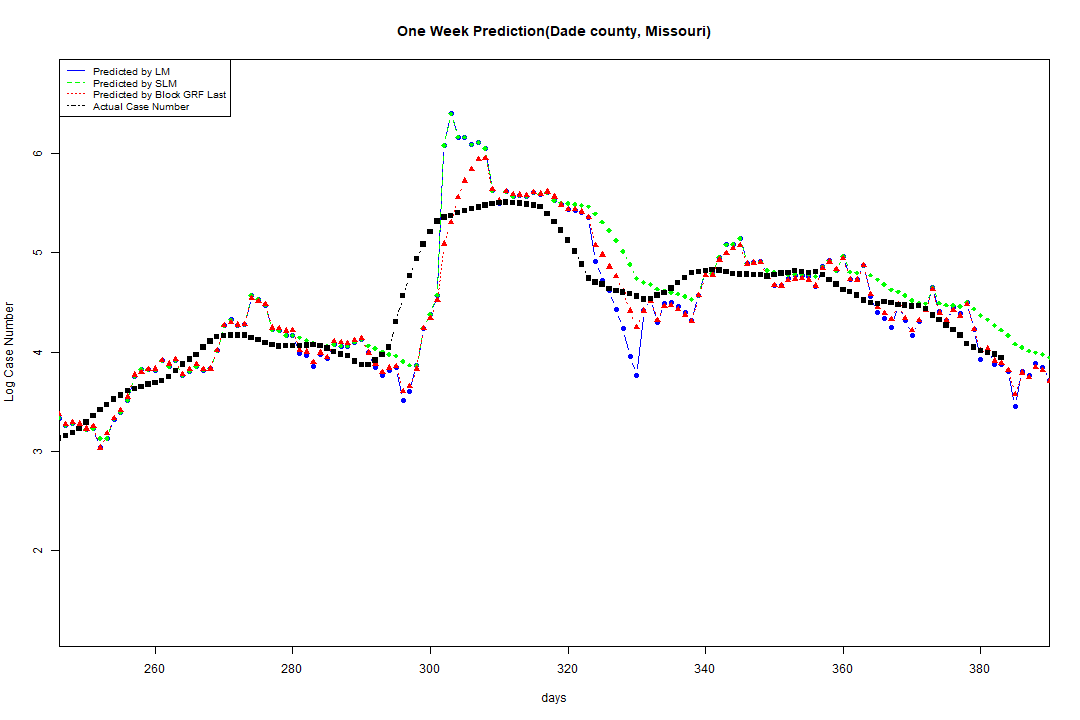 One Week Prediction(Dade county, Missouri)
Predicted by LM
Predicted by SLM
Predicted by Block GRF Last
Actual Case Number
6
5
4
3
2
Log Case Number
260 280 300 320 340 360 380
days